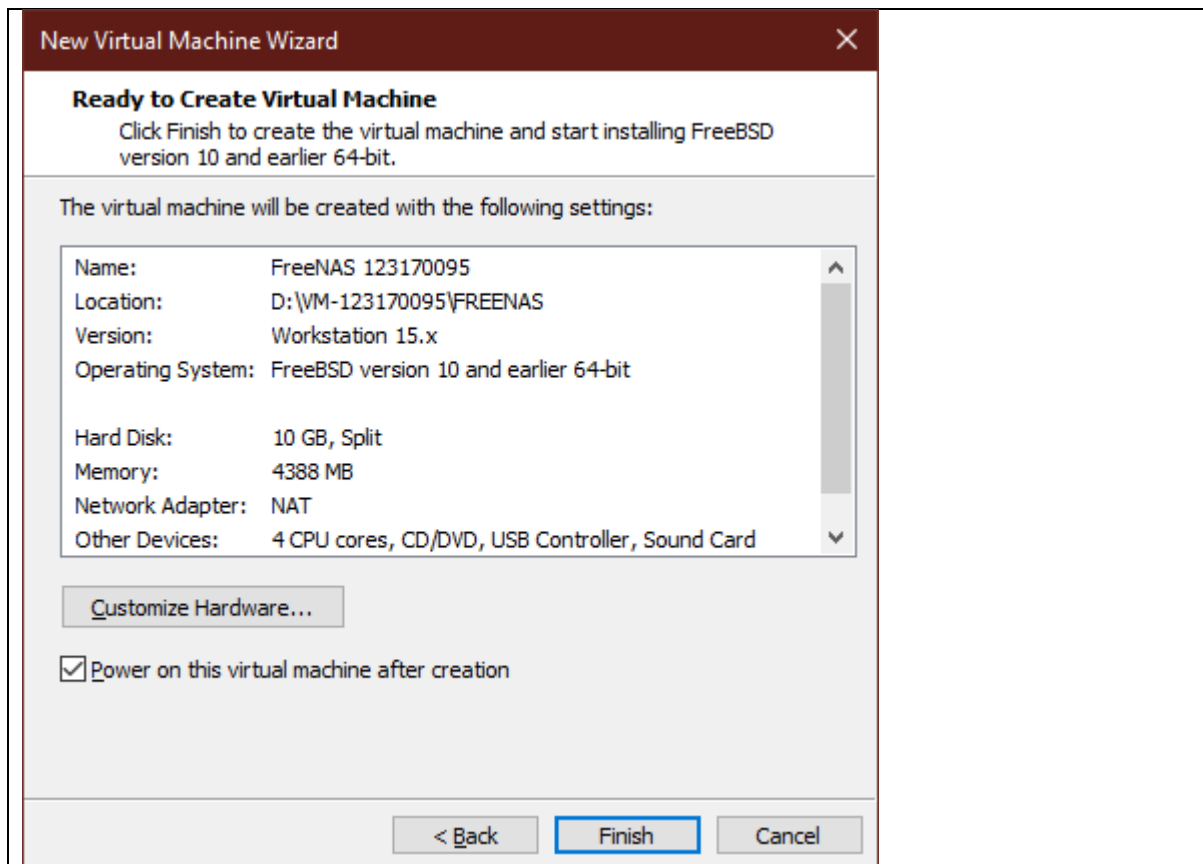 New Virtual Machine Wizard
Ready to Create Virtual Machine
Click Finish to create the virtual machine and start installing FreeBSD
version 10 and earlier 64-bit.
The virtual machine will be created with the following settings:
Name: FreeNAS 123170095
Location: D:\VM-123170095\FREENAS
Version: Workstation 15.x
Operating System: FreeBSD version 10 and earlier 64-bit
Hard Disk: 10 GB, Split
Memory: 4388 MB
Network Adapter: NAT
Other Devices: 4 CPU cores, CD/DVD, USB Controller, Sound Card
Customize Hardware...
Power on this virtual machine after creation
< Back Finish Cancel